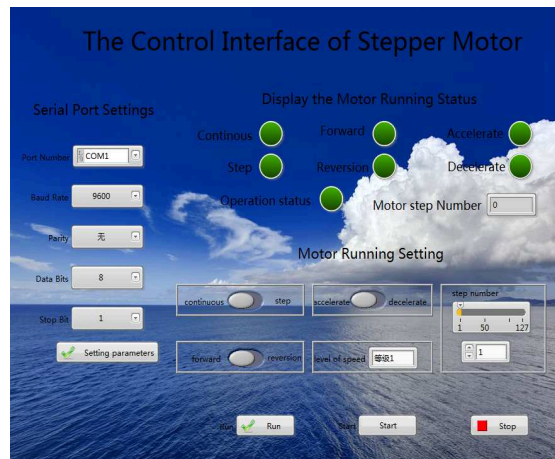 The Control Interface of Stepper Motor
Serial Port Settings
Display the Motor Running Status
Continous
Forward
Accelerate
Port Number
COM1
Step
Reversion
Decelerate
Baud Rate
9600
Operation status
Motor step Number
0
Parity
无
Motor Running Setting
Data Bits
8
continuous
step
accelerate
decelerate
step number
1 50 127
Stop Bit
1
Setting parameters
forward
reversion
level of speed
等级1
1
Run
Run
Start
Start
Stop